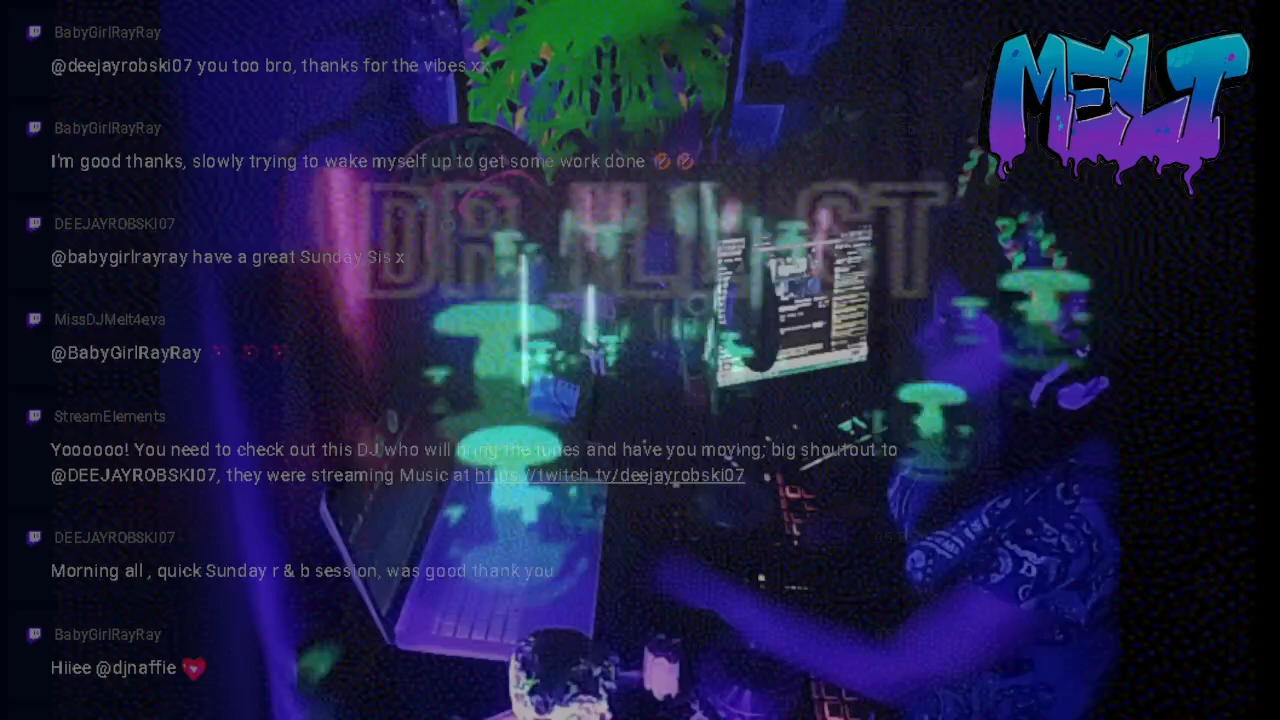 BabyGirlRayRay
@deejayrobski07 you too bro, thanks for the vibes xx
MELT
BabyGirlRayRay
I'm good thanks, slowly trying to wake myself up to get some work done
DEEJAYROBSKI07
@babygirlrayray have a great Sunday Sis x
MissDJMelt4eva
@BabyGirlRayRay
StreamElements
Yoooooo! You need to check out this DJ who will bring the tunes and have you moving; big shoutout to
@DEEJAYROBSKI07, they were streaming Music at https://twitch.tv/deejayrobski07
DEEJAYROBSKI07
Morning all , quick Sunday r & b session, was good thank you
BabyGirlRayRay
Hiiee @djnaffie